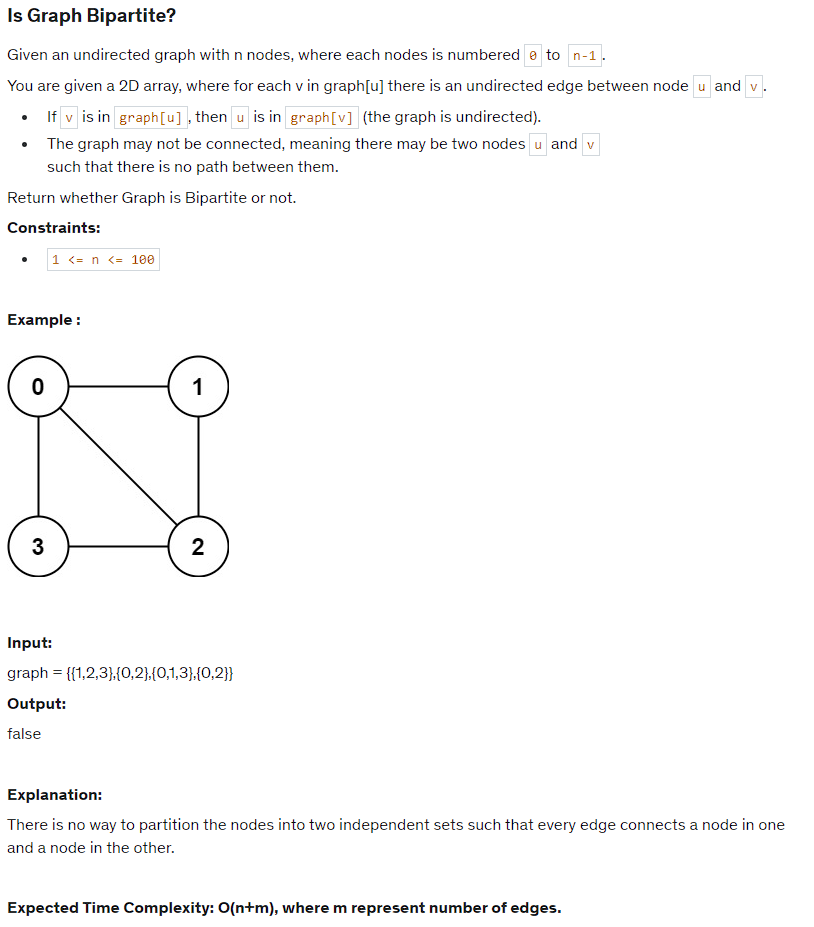 Is Graph Bipartite?
Given an undirected graph with n nodes, where each nodes is numbered 0 to n-1 .
You are given a 2D array, where for each v in graph[u] there is an undirected edge between node u and v .
• If v is in graph[u] , then u is in graph[v] (the graph is undirected).
• The graph may not be connected, meaning there may be two nodes u and v
such that there is no path between them.
Return whether Graph is Bipartite or not.
Constraints:
• 1 <= n <= 100
Example :
0 1
3 2
Input:
graph = {{1,2,3},{0,2},{0,1,3},{0,2}}
Output:
false
Explanation:
There is no way to partition the nodes into two independent sets such that every edge connects a node in one
and a node in the other.
Expected Time Complexity: O(n+m), where m represent number of edges.